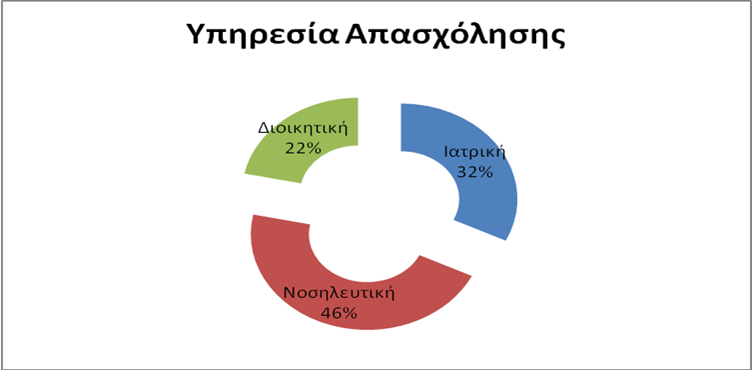 Υπηρεσία Απασχόλησης
Διοικητική
22%
Ιατρική
32%
Νοσηλευτική
46%